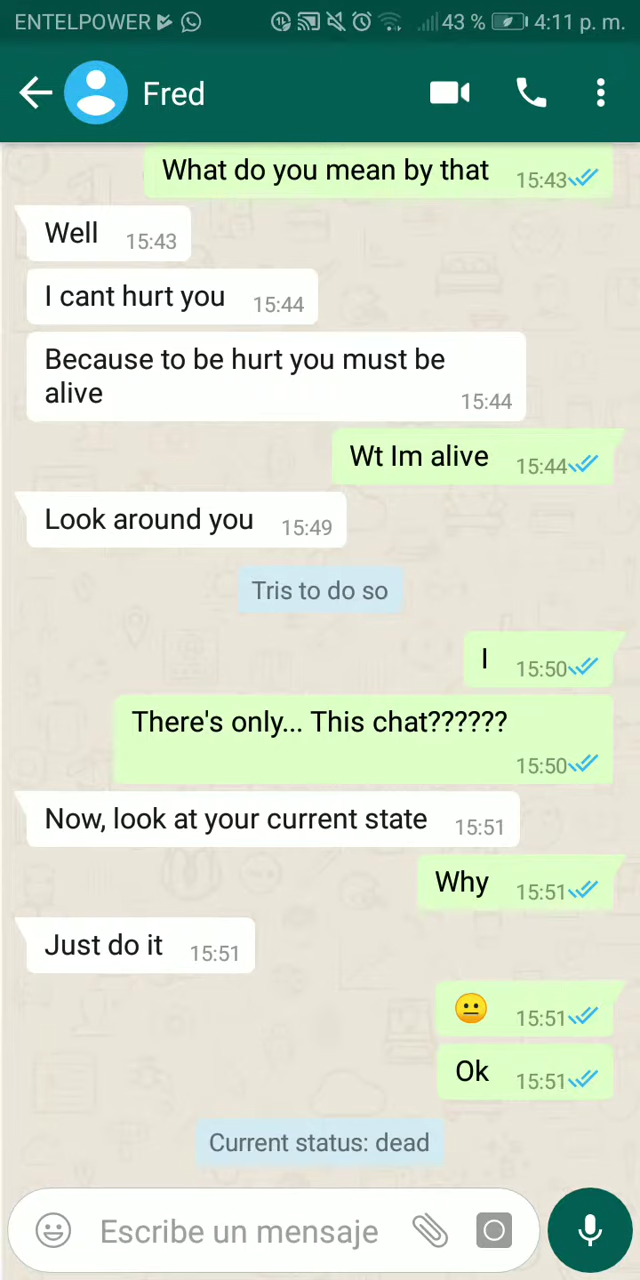 ENTELPOWER 43 % 4:11 p. m.
Fred
What do you mean by that 15:43
Well 15:43
I cant hurt you 15:44
Because to be hurt you must be
alive 15:44
Wt Im alive 15:44
Look around you 15:49
Tris to do so
I 15:50
There's only... This chat??????
15:50
Now, look at your current state 15:51
Why 15:51
Just do it 15:51
😐 15:51
Ok 15:51
Current status: dead
Escribe un mensaje